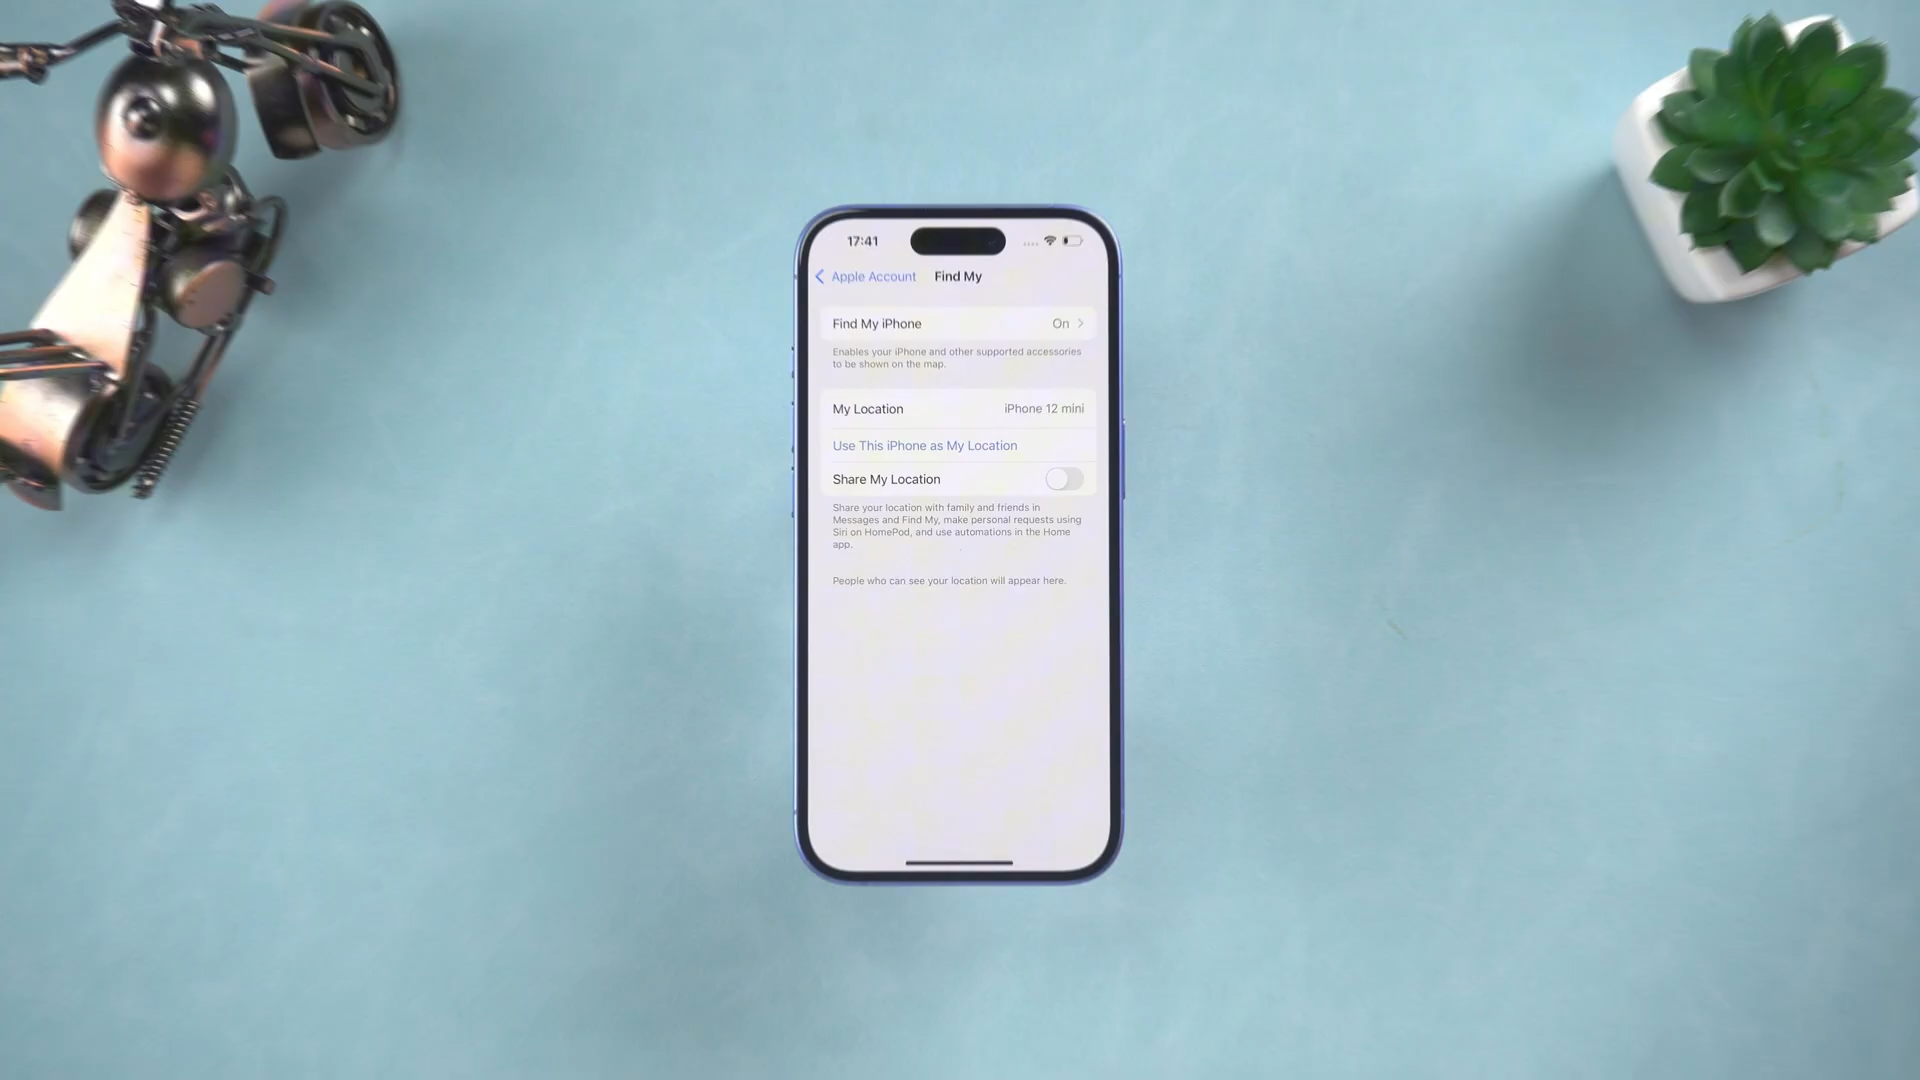 17:41
Apple Account
Find My
Find My iPhone On
Enables your iPhone and other supported accessories
to be shown on the map.
My Location iPhone 12 mini
Use This iPhone as My Location
Share My Location
Share your location with family and friends in
Messages and Find My, make personal requests using
Siri on HomePod, and use automations in the Home
app.
People who can see your location will appear here.